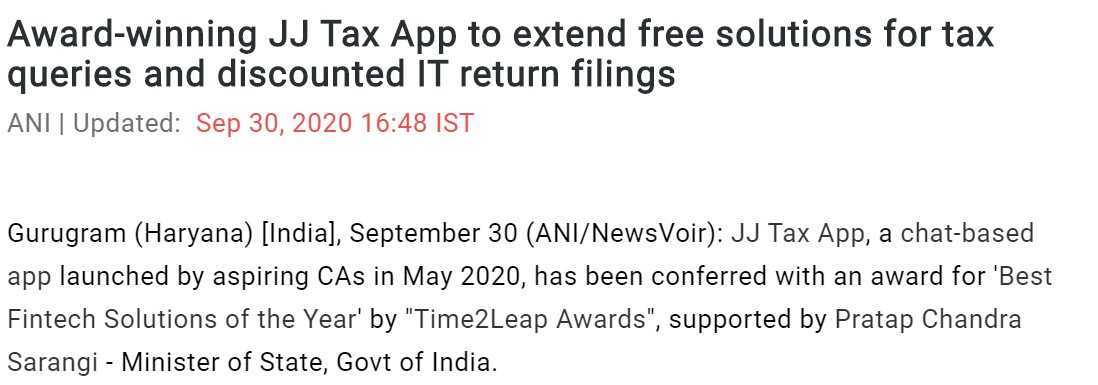 Award-winning JJ Tax App to extend free solutions for tax
queries and discounted IT return filings
ANI | Updated: Sep 30, 2020 16:48 IST
Gurugram (Haryana) [India], September 30 (ANI/NewsVoir): JJ Tax App, a chat-based
app launched by aspiring CAs in May 2020, has been conferred with an award for 'Best
Fintech Solutions of the Year' by "Time2Leap Awards", supported by Pratap Chandra
Sarangi - Minister of State, Govt of India.